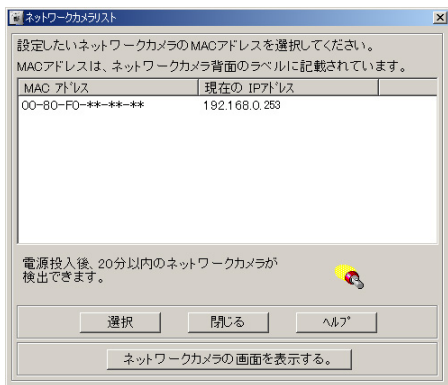 ネットワークカメラリスト
設定したいネットワークカメラのMACアドレスを選択してください。
MACアドレスは、ネットワークカメラ背面のラベルに記載されています。
MAC ｱﾄﾞﾚｽ 現在の IPｱﾄﾞﾚｽ
00-80-F0-**-**-** 192.168.0.253
電源投入後、20分以内のネットワークカメラが
検出できます。
選択 閉じる ﾍﾙﾌﾟ
ネットワークカメラの画面を表示する。